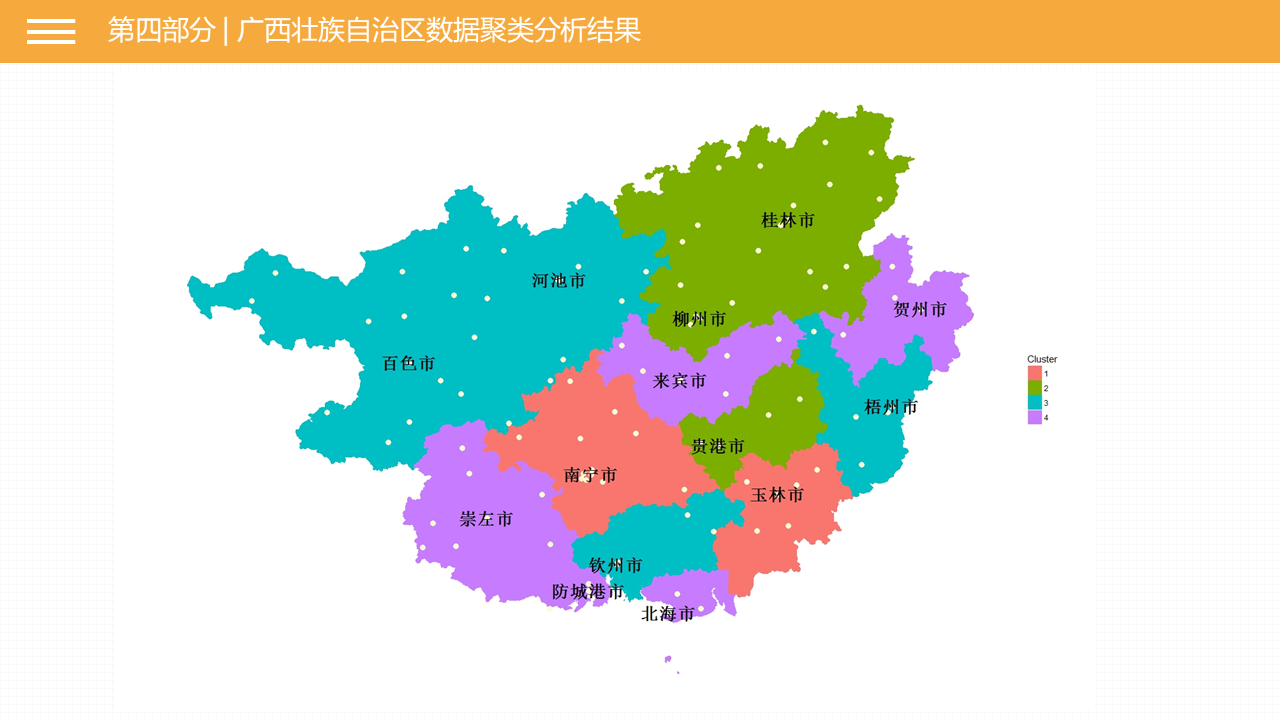 第四部分 | 广西壮族自治区数据聚类分析结果
桂林市
河池市
贺州市
柳州市
百色市
来宾市
梧州市
贵港市
南宁市
玉林市
崇左市
钦州市
防城港市
北海市
Cluster
1
2
3
4